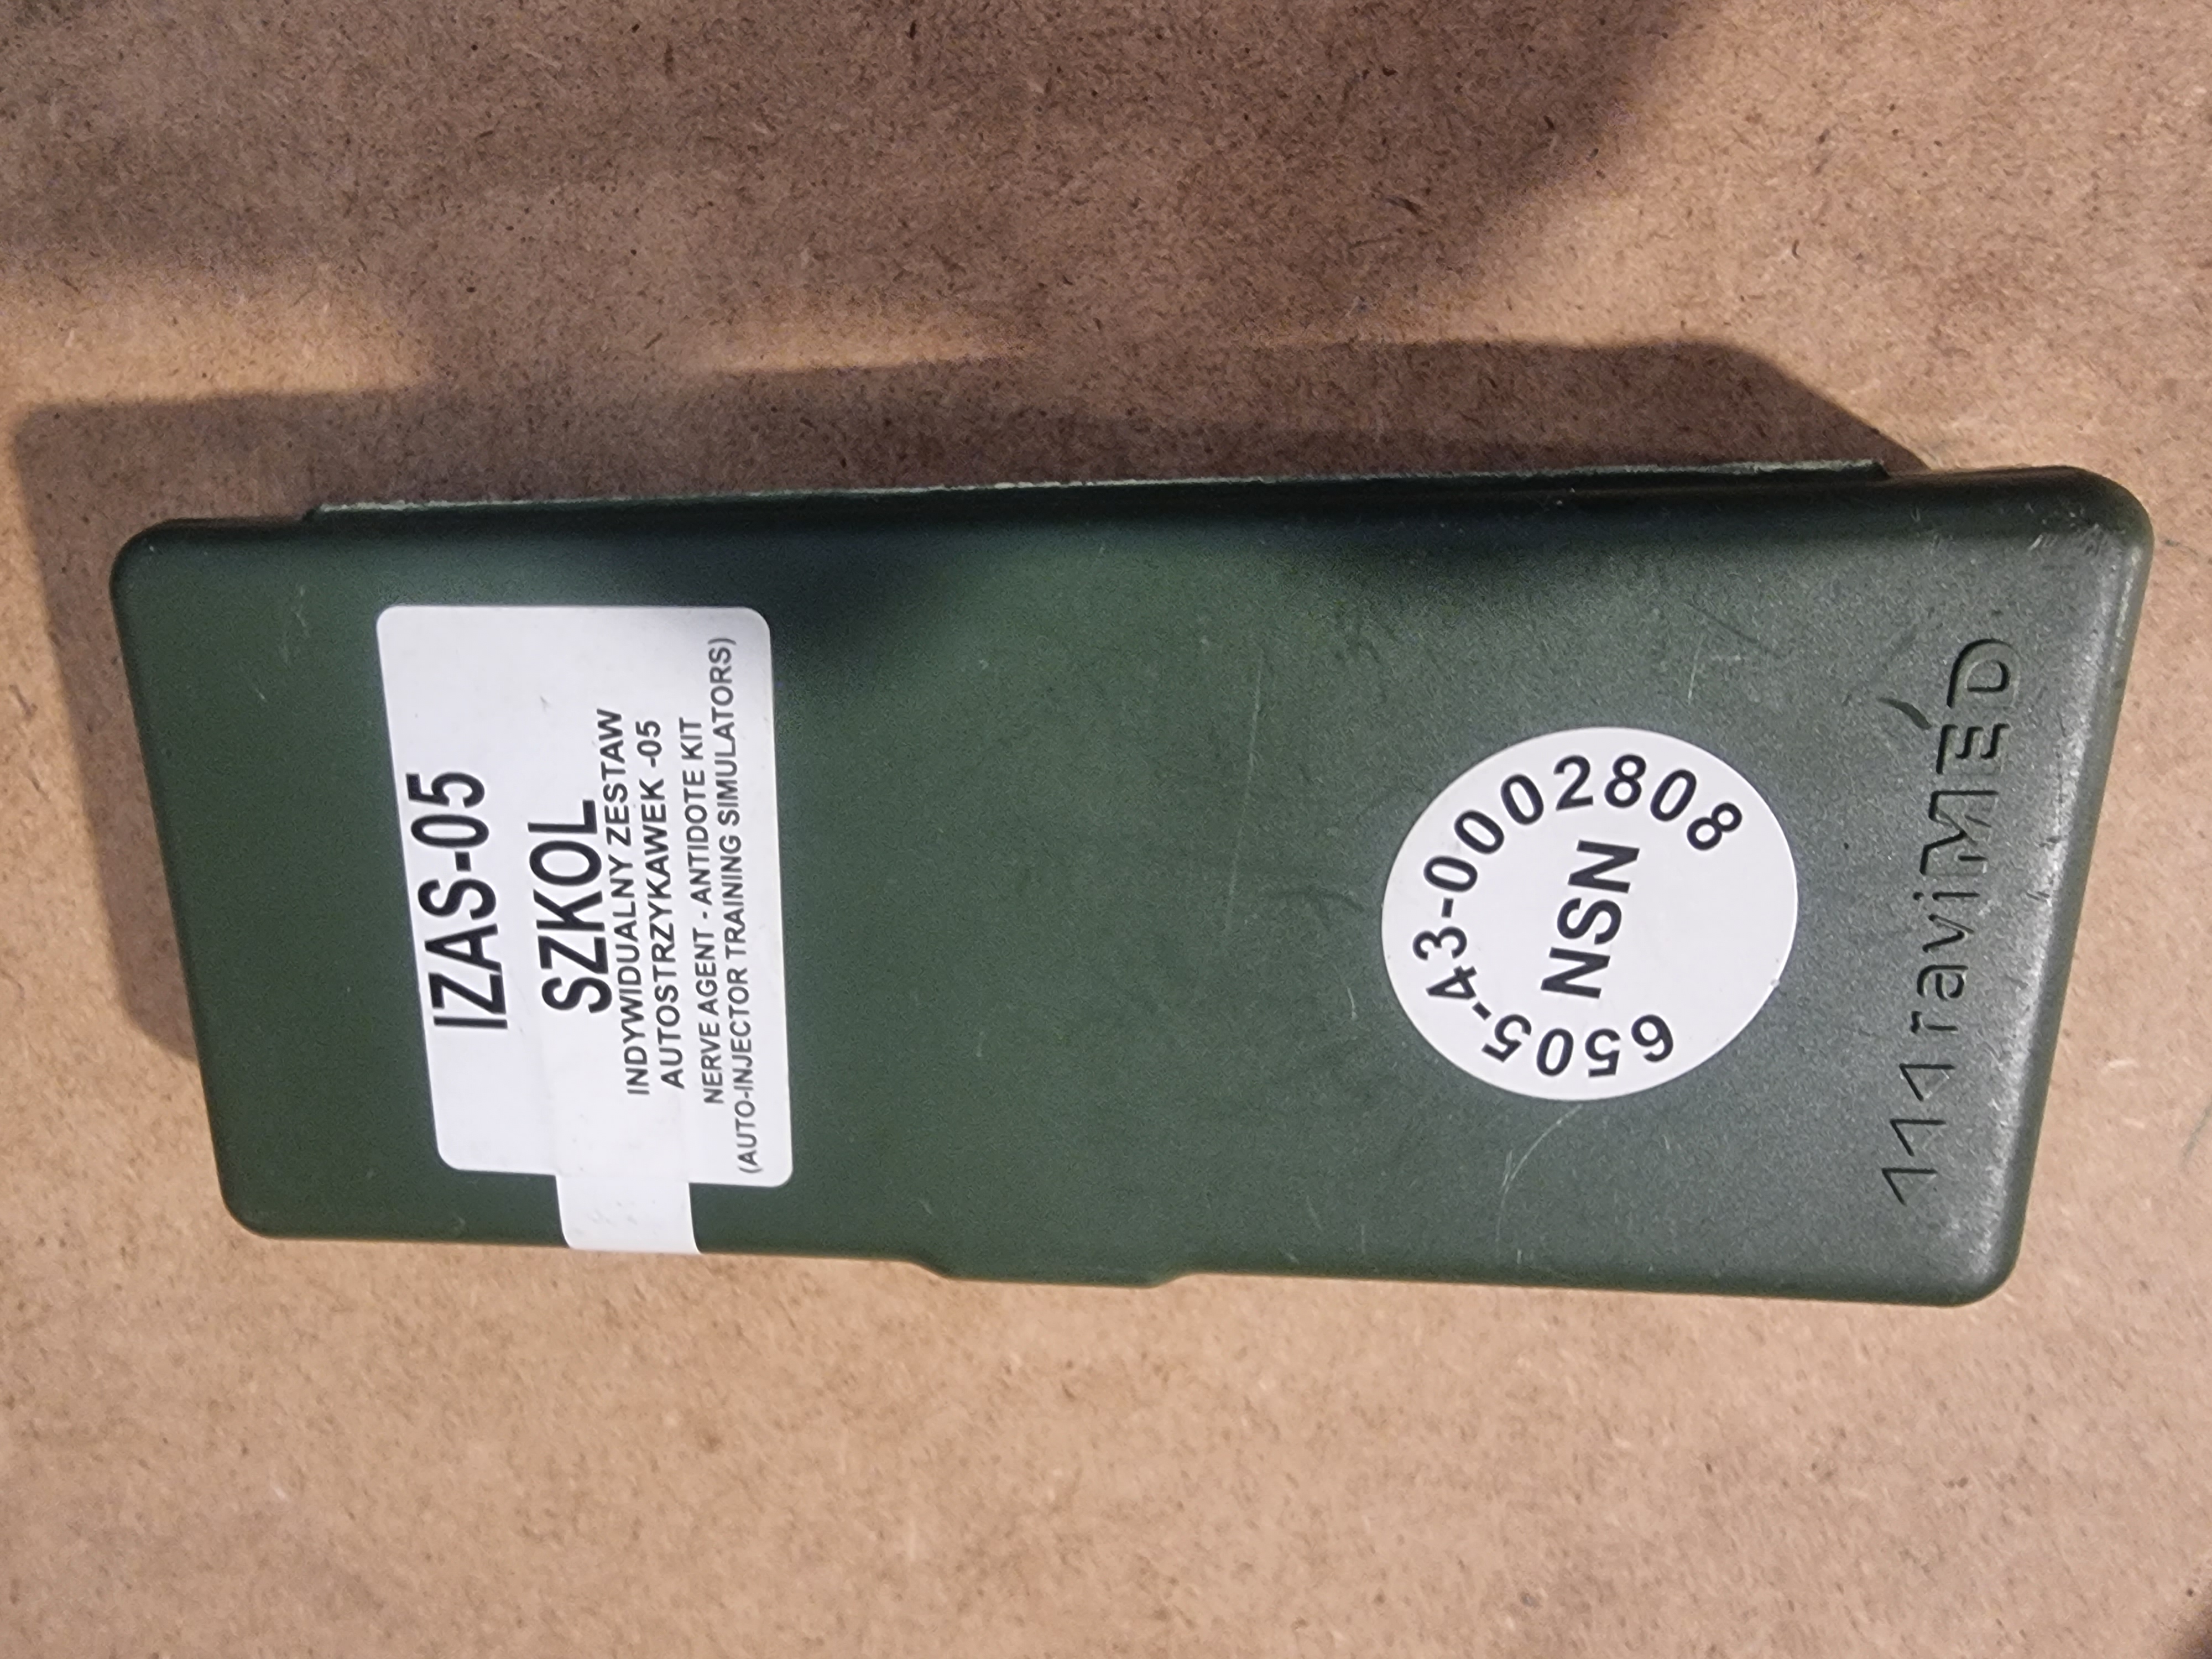 IZAS-05
SZKOL
INDYWIDUALNY ZESTAW
AUTOSTRZYKAWEK -05
NERVE AGENT - ANTIDOTE KIT
(AUTO-INJECTOR TRAINING SIMULATORS)
6505-43-0002808
NSN
raviMED